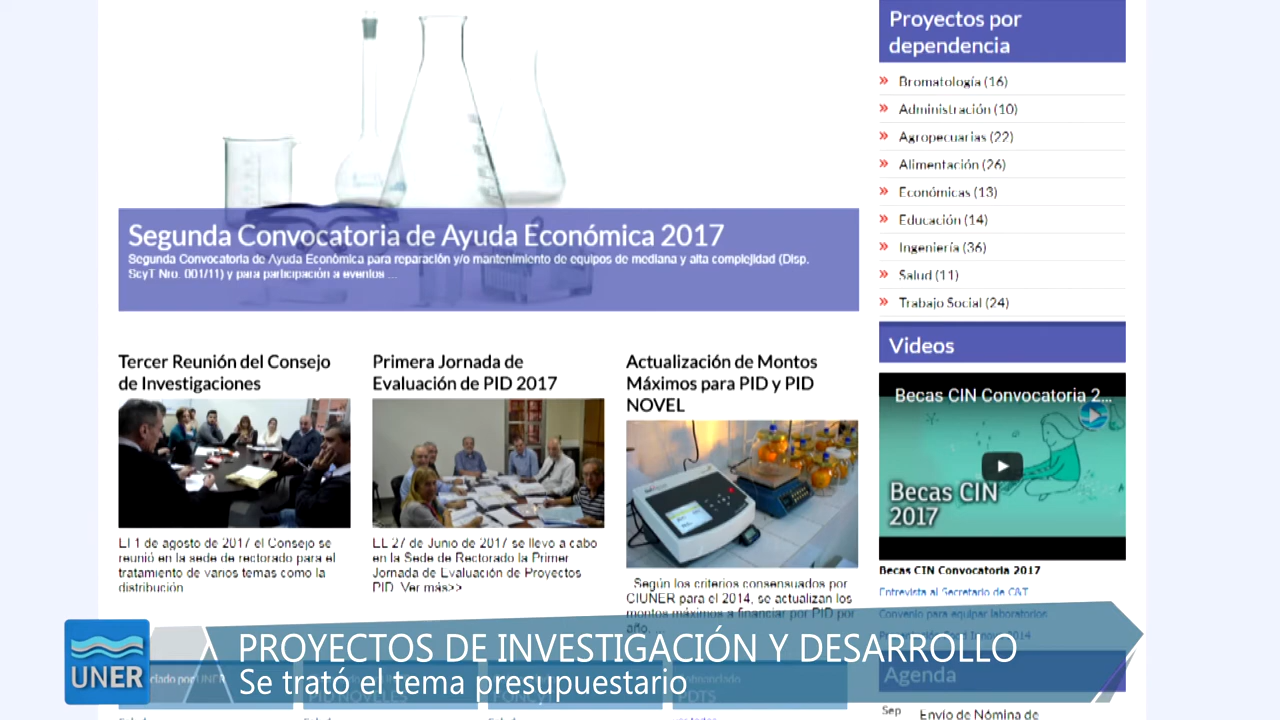 Proyectos por
dependencia
Bromatología (16)
Administración (10)
Agropecuarias (22)
Alimentación (26)
Económicas (13)
Educación (14)
Ingeniería (36)
Salud (11)
Trabajo Social (24)
Segunda Convocatoria de Ayuda Económica 2017
Segunda Convocatoria de Ayuda Económica para reparación y/o mantenimiento de equipos de mediana y alta complejidad (Disp.
ScyT Nro. 001/11) y para participación a eventos ...
Tercer Reunión del Consejo
de Investigaciones
El 1 de agosto de 2017 el Consejo se
reunió en la sede de rectorado para el
tratamiento de varios temas como la
distribución
Primera Jornada de
Evaluación de PID 2017
EL 27 de Junio de 2017 se llevo a cabo
en la Sede de Rectorado la Primer
Jornada de Evaluación de Proyectos
PID Ver más>>
Actualización de Montos
Máximos para PID y PID
NOVEL
Según los criterios consensuados por
CIUNER para el 2014, se actualizan los
montos máximos a financiar por PID por
año. ...
Videos
Becas CIN Convocatoria 2...
Becas CIN
2017
Becas CIN Convocatoria 2017
Entrevista al Secretario de C&T
Convenio para equipar laboratorios
2014
Agenda
Sep
Envío de Nómina de
UNER
PROYECTOS DE INVESTIGACIÓN Y DESARROLLO
Se trató el tema presupuestario
PID NOVELES
PDTS